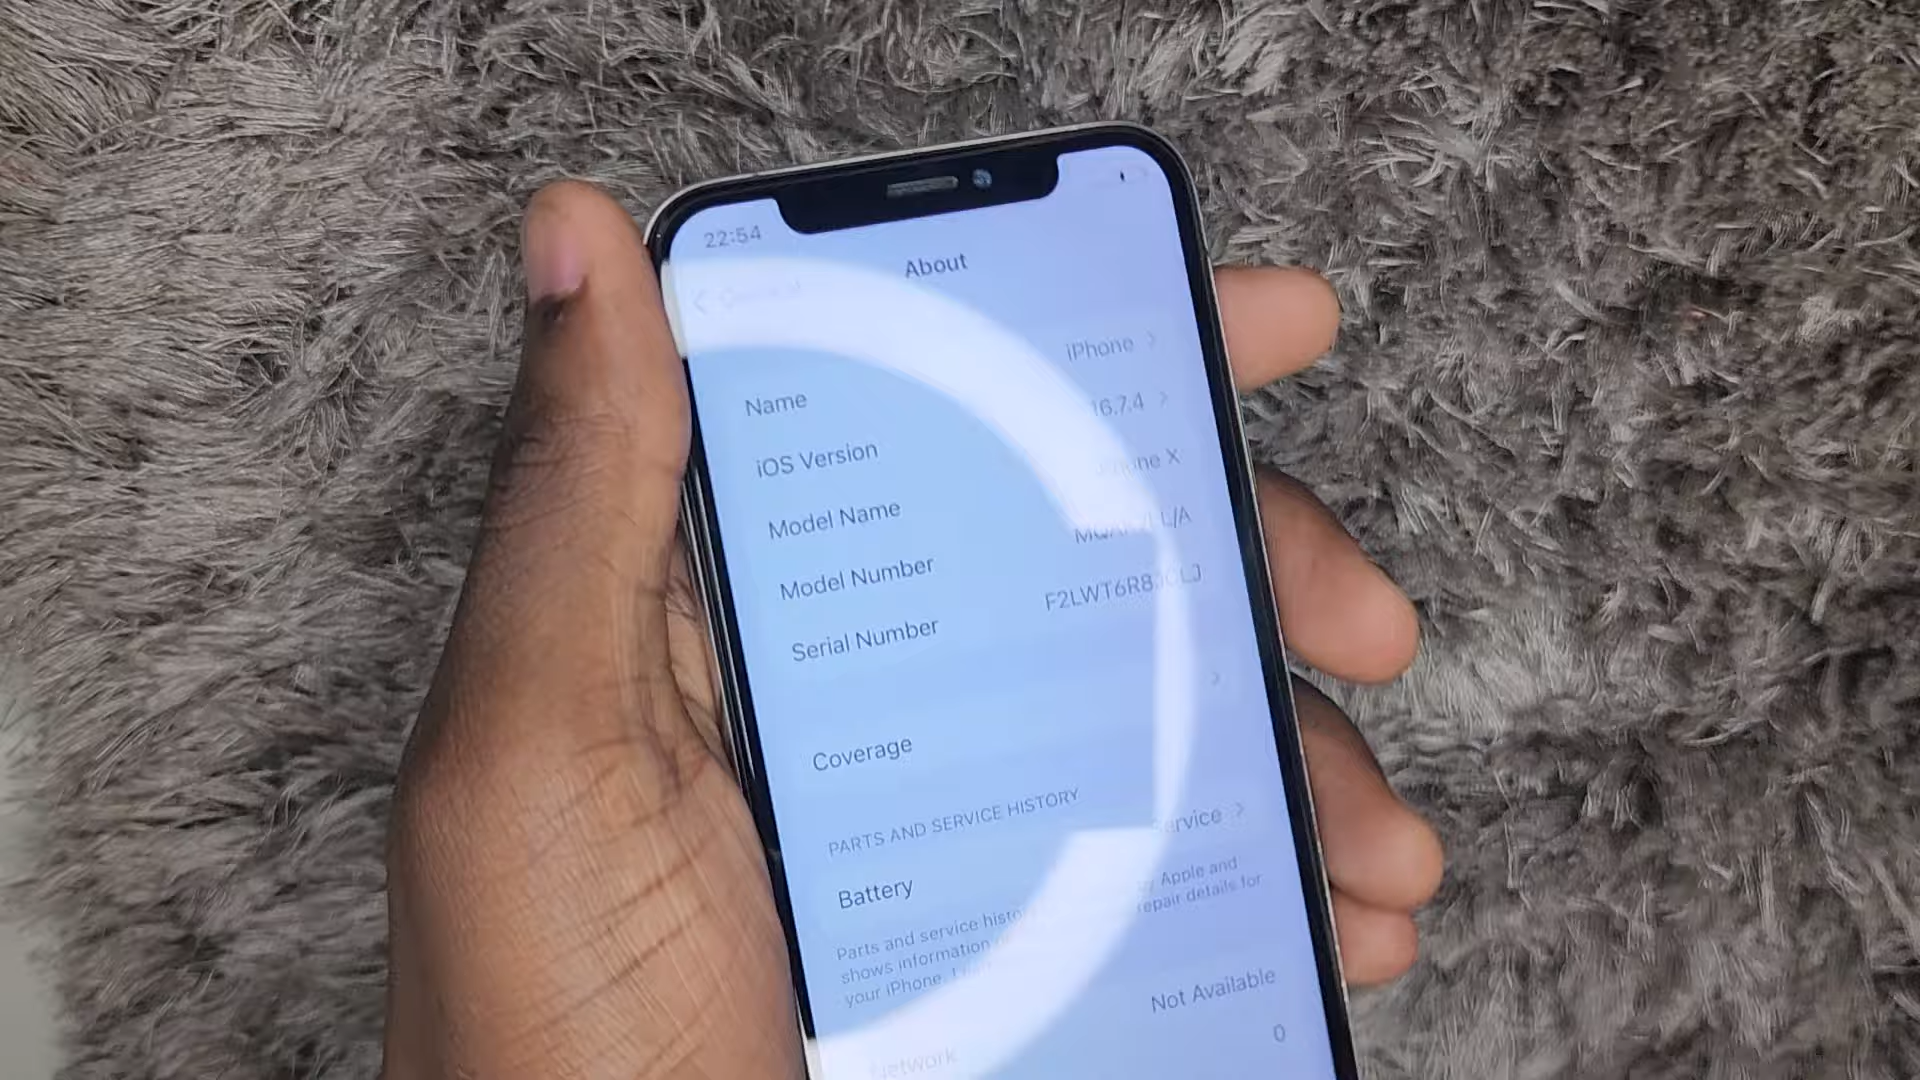 22:54
About
Name
iPhone
iOS Version
16.7.4
Model Name
X
Model Number
L/A
Serial Number
Coverage
PARTS AND SERVICE HISTORY
Battery
Parts and service
Apple and
shows information
repair details for
your iPhone.
Network
Not Available
0